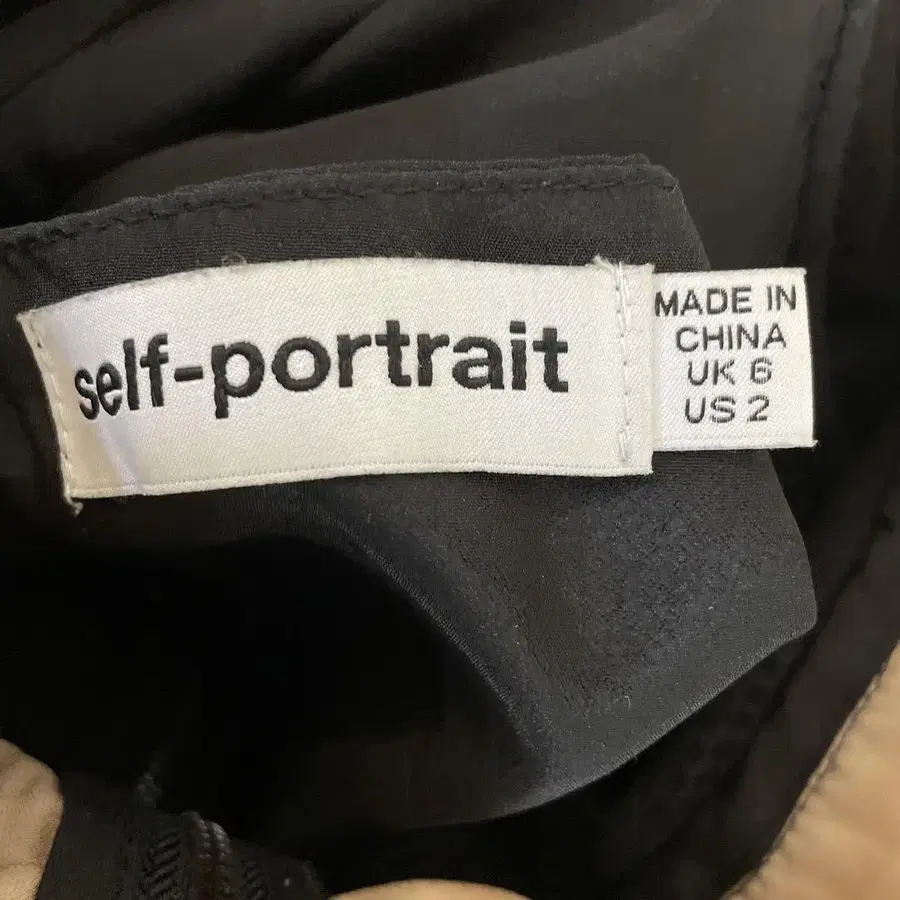 self-portrait
MADE IN
CHINA
UK 6
US 2